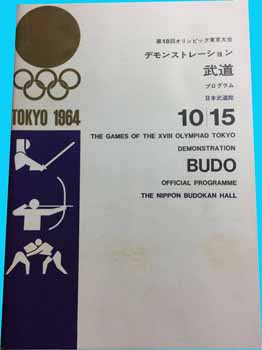 第18回オリンピック東京大会
デモンストレーション
武道
プログラム
日本武道館
TOKYO 1964
10 15
THE GAMES OF THE XVIII OLYMPIAD TOKYO
DEMONSTRATION
BUDO
OFFICIAL PROGRAMME
THE NIPPON BUDOKAN HALL